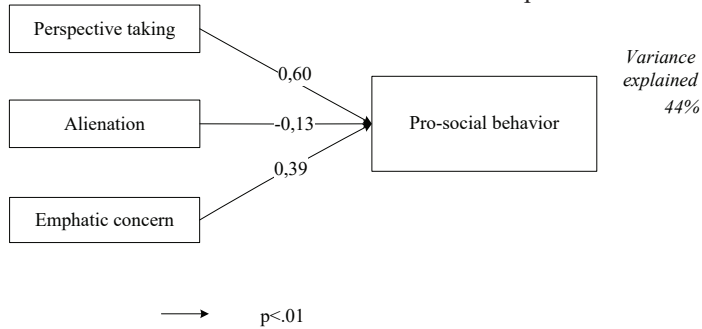 Perspective taking
Variance
explained
44%
0,60
Alienation
-0,13
Pro-social behavior
0,39
Emphatic concern
p<.01